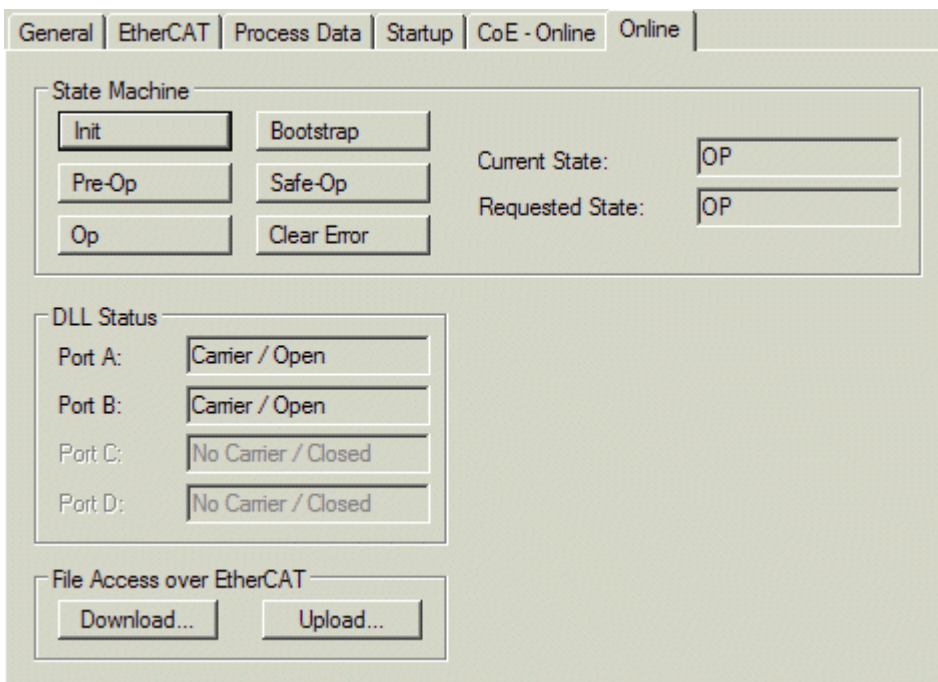 General EtherCAT Process Data Startup CoE - Online Online
State Machine
Init Bootstrap
Current State: OP
Pre-Op Safe-Op
Requested State: OP
Op Clear Error
DLL Status
Port A: Carrier / Open
Port B: Carrier / Open
Port C: No Carrier / Closed
Port D: No Carrier / Closed
File Access over EtherCAT
Download... Upload...